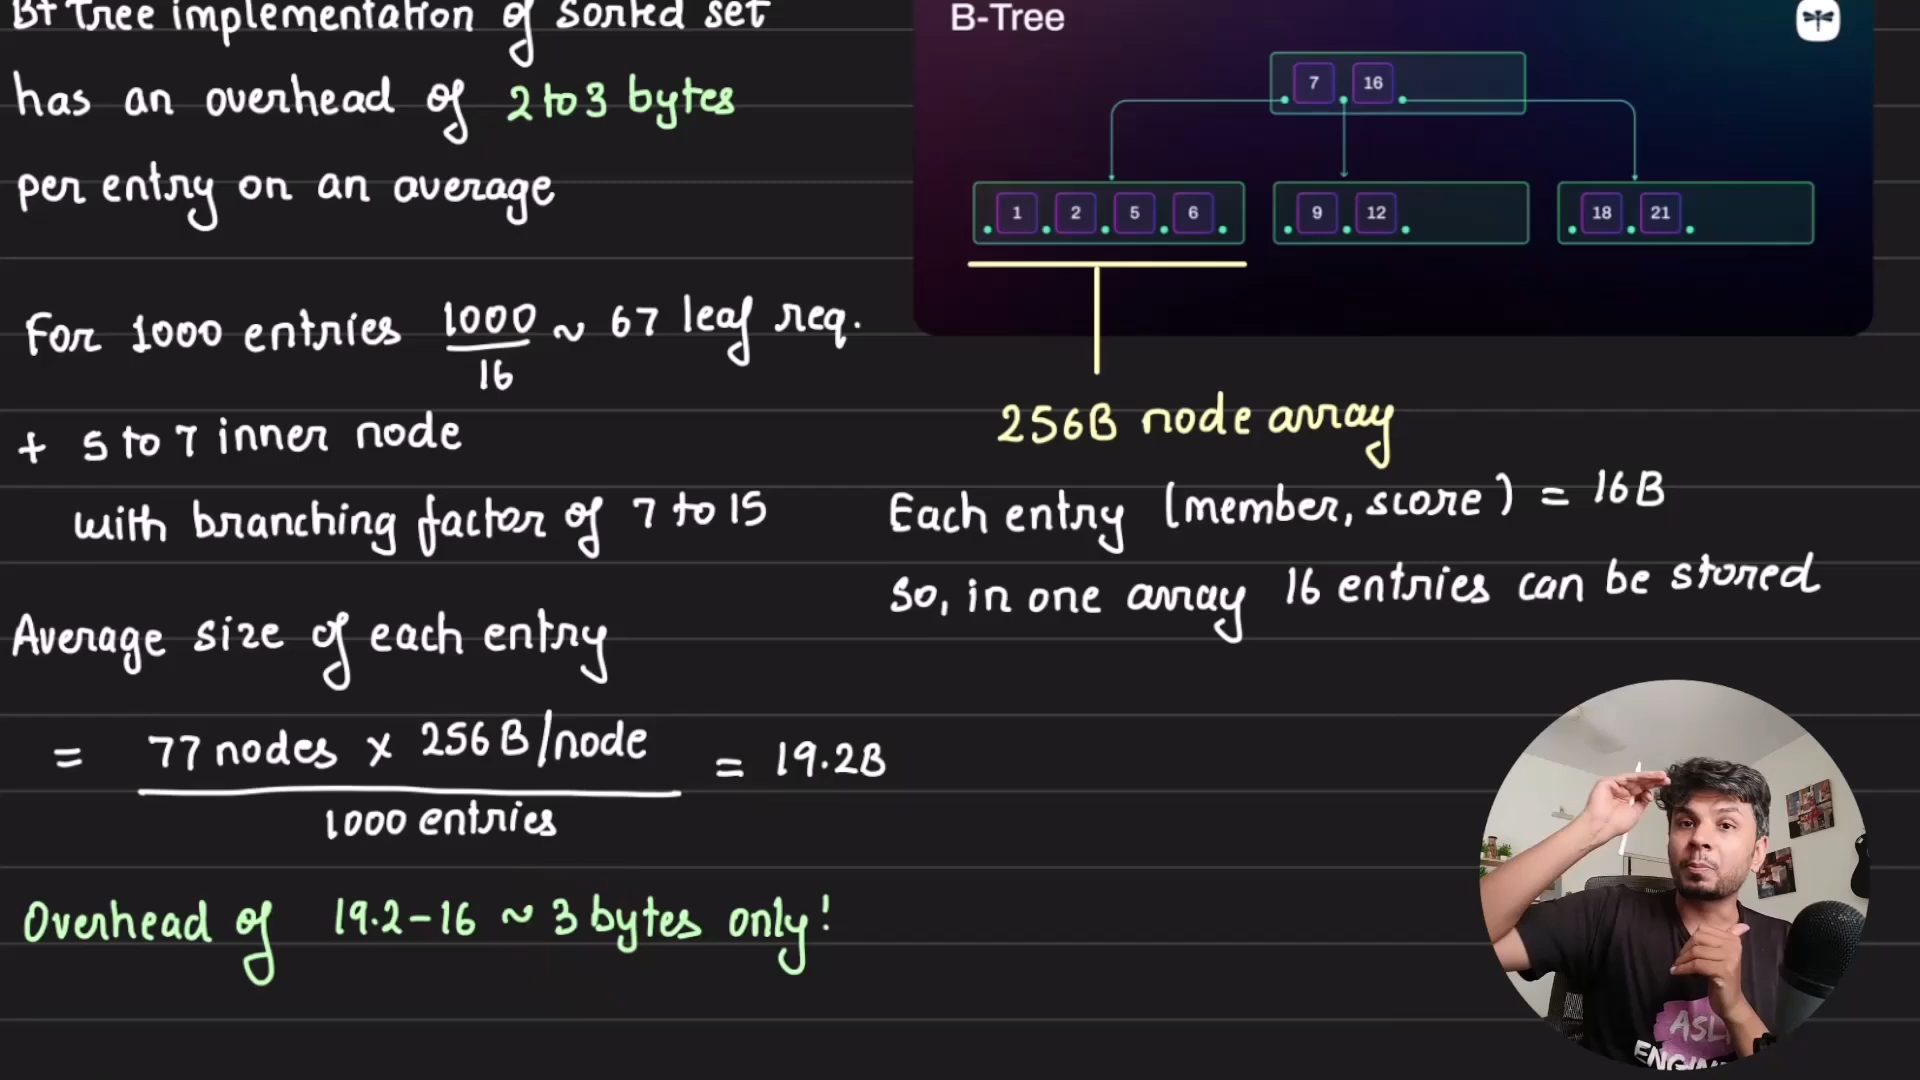 B+ Tree implementation of sorted set
has an overhead of 2 to 3 bytes
per entry on an average
For 1000 entries 1000/16 ~ 67 leaf req.
+ 5 to 7 inner node
with branching factor of 7 to 15
Average size of each entry
= 77 nodes x 256 B/node / 1000 entries = 19.2B
Overhead of 19.2-16 ~ 3 bytes only!
B-Tree
7 16
1 2 5 6 9 12 18 21
256B node array
Each entry (member, score) = 16B
So, in one array 16 entries can be stored